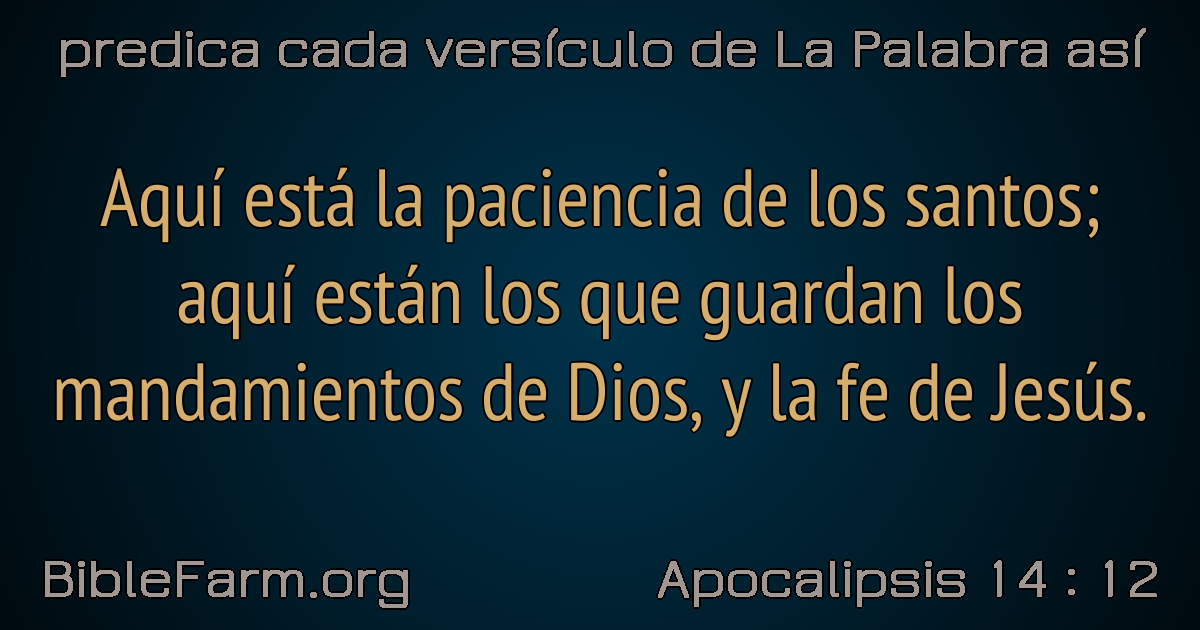 predica cada versículo de La Palabra así
Aquí está la paciencia de los santos;
aquí están los que guardan los
mandamientos de Dios, y la fe de Jesús.
BibleFarm.org
Apocalipsis 14 : 12